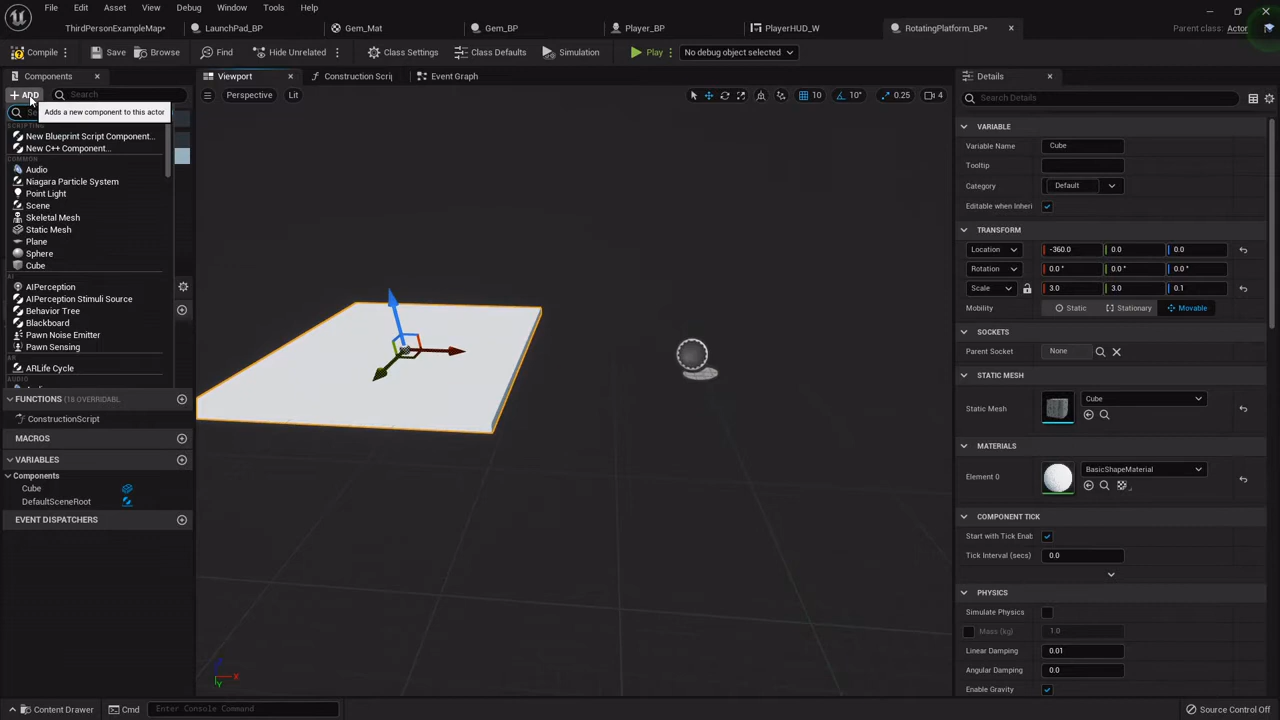 File Edit Asset View Debug Window Tools Help
ThirdPersonExampleMap* LaunchPad_BP Gem_Mat Gem_BP Player_BP PlayerHUD_W RotatingPlatform_BP* Parent class: Actor
Compile Save Browse Find Hide Unrelated Class Settings Class Defaults Simulation Play No debug object selected
Components Viewport Construction Scrip Event Graph Details
+ ADD Search Perspective Lit 10 10° 0.25 4 Search Details
Adds a new component to this actor
SCRIPTING
New Blueprint Script Component...
New C++ Component...
COMMON
Audio
Niagara Particle System
Point Light
Scene
Skeletal Mesh
Static Mesh
Plane
Sphere
Cube
AI
AIPerception
AIPerception Stimuli Source
Behavior Tree
Blackboard
Pawn Noise Emitter
Pawn Sensing
AR
ARLife Cycle
FUNCTIONS (18 OVERRIDABL
ConstructionScript
MACROS
VARIABLES
Components
Cube
DefaultSceneRoot
EVENT DISPATCHERS
VARIABLE
Variable Name Cube
Tooltip
Category Default
Editable when Inheri
TRANSFORM
Location -360.0 0.0 0.0
Rotation 0.0 ° 0.0 ° 0.0 °
Scale 3.0 3.0 0.1
Mobility Static Stationary Movable
SOCKETS
Parent Socket None
STATIC MESH
Static Mesh Cube
MATERIALS
Element 0 BasicShapeMaterial
COMPONENT TICK
Start with Tick Enab
Tick Interval (secs) 0.0
PHYSICS
Simulate Physics
Mass (kg) 1.0
Linear Damping 0.01
Angular Damping 0.0
Enable Gravity
X
Y
Content Drawer Cmd Enter Console Command Source Control Off